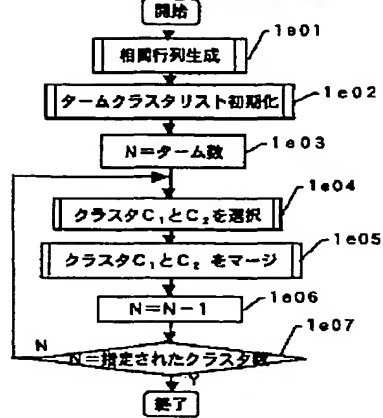 開始
相関行列生成
1e01
タームクラスタリスト初期化
1e02
N=ターム数
1e03
クラスタC₁とC₂を選択
1e04
クラスタC₁とC₂をマージ
1e05
N=N-1
1e06
N=指定されたクラスタ数
1e07
N
Y
終了